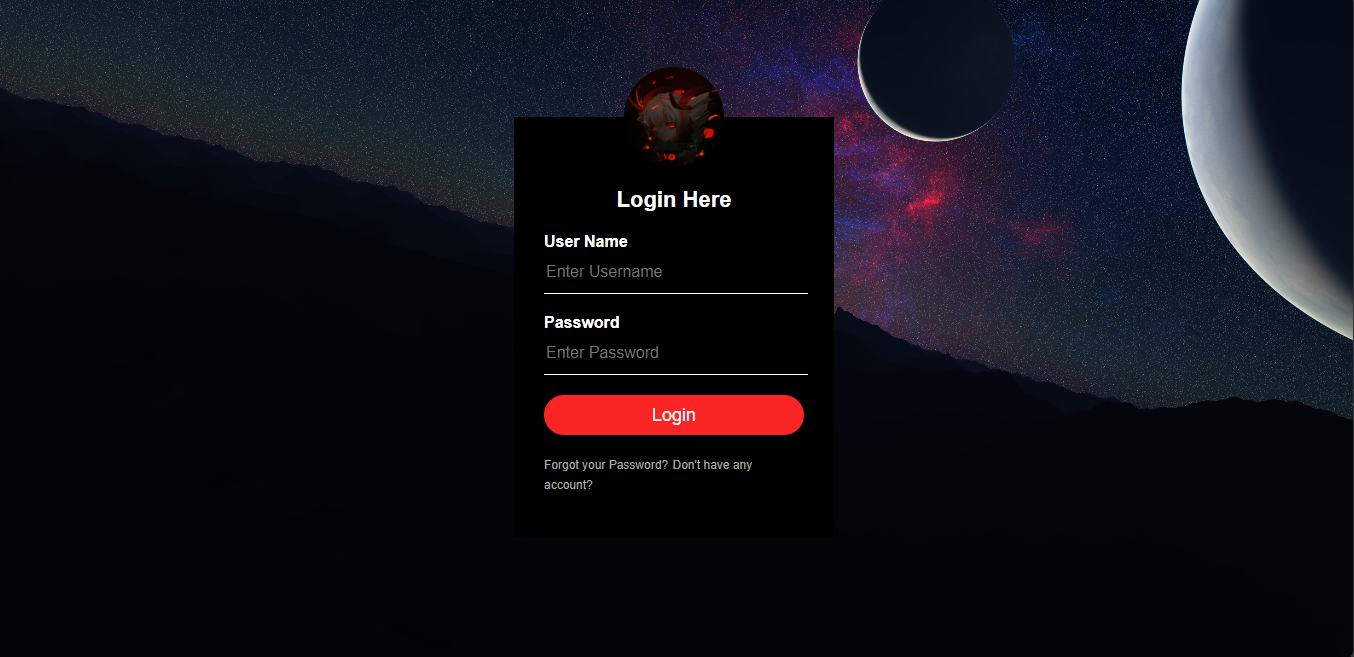 Login Here
User Name
Enter Username
Password
Enter Password
Login
Forgot your Password? Don't have any
account?